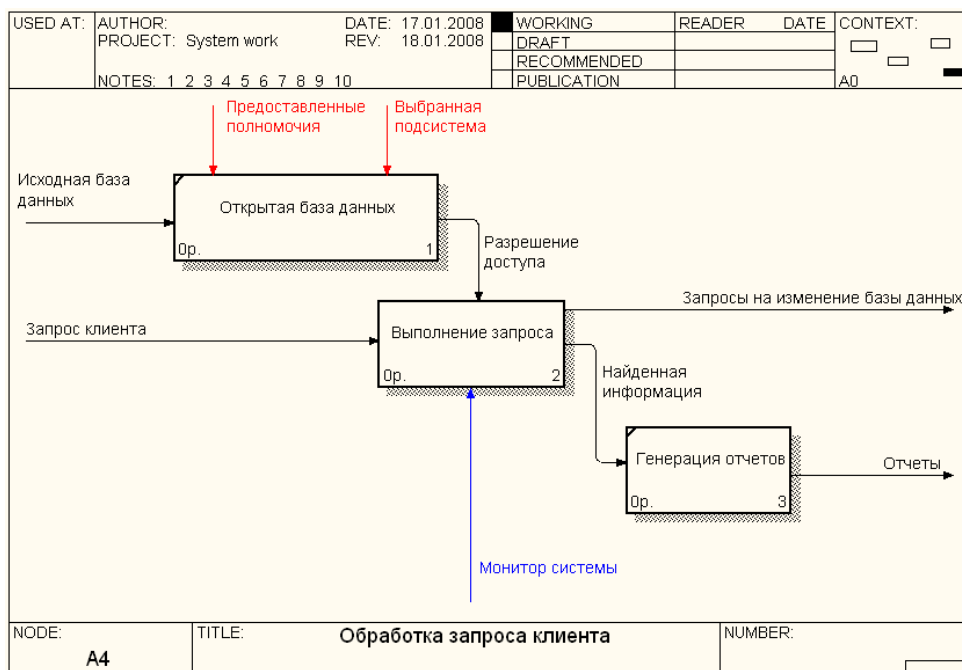 USED AT:
AUTHOR:
DATE: 17.01.2008
PROJECT: System work
REV: 18.01.2008
NOTES: 1 2 3 4 5 6 7 8 9 10
WORKING
DRAFT
RECOMMENDED
PUBLICATION
READER DATE
CONTEXT:
A0
Предоставленные
полномочия
Выбранная
подсистема
Исходная база
данных
Открытая база данных
0р.
1
Разрешение
доступа
Запросы на изменение базы данных
Запрос клиента
Выполнение запроса
0р.
2
Найденная
информация
Генерация отчетов
0р.
3
Отчеты
Монитор системы
NODE:
A4
TITLE:
Обработка запроса клиента
NUMBER: